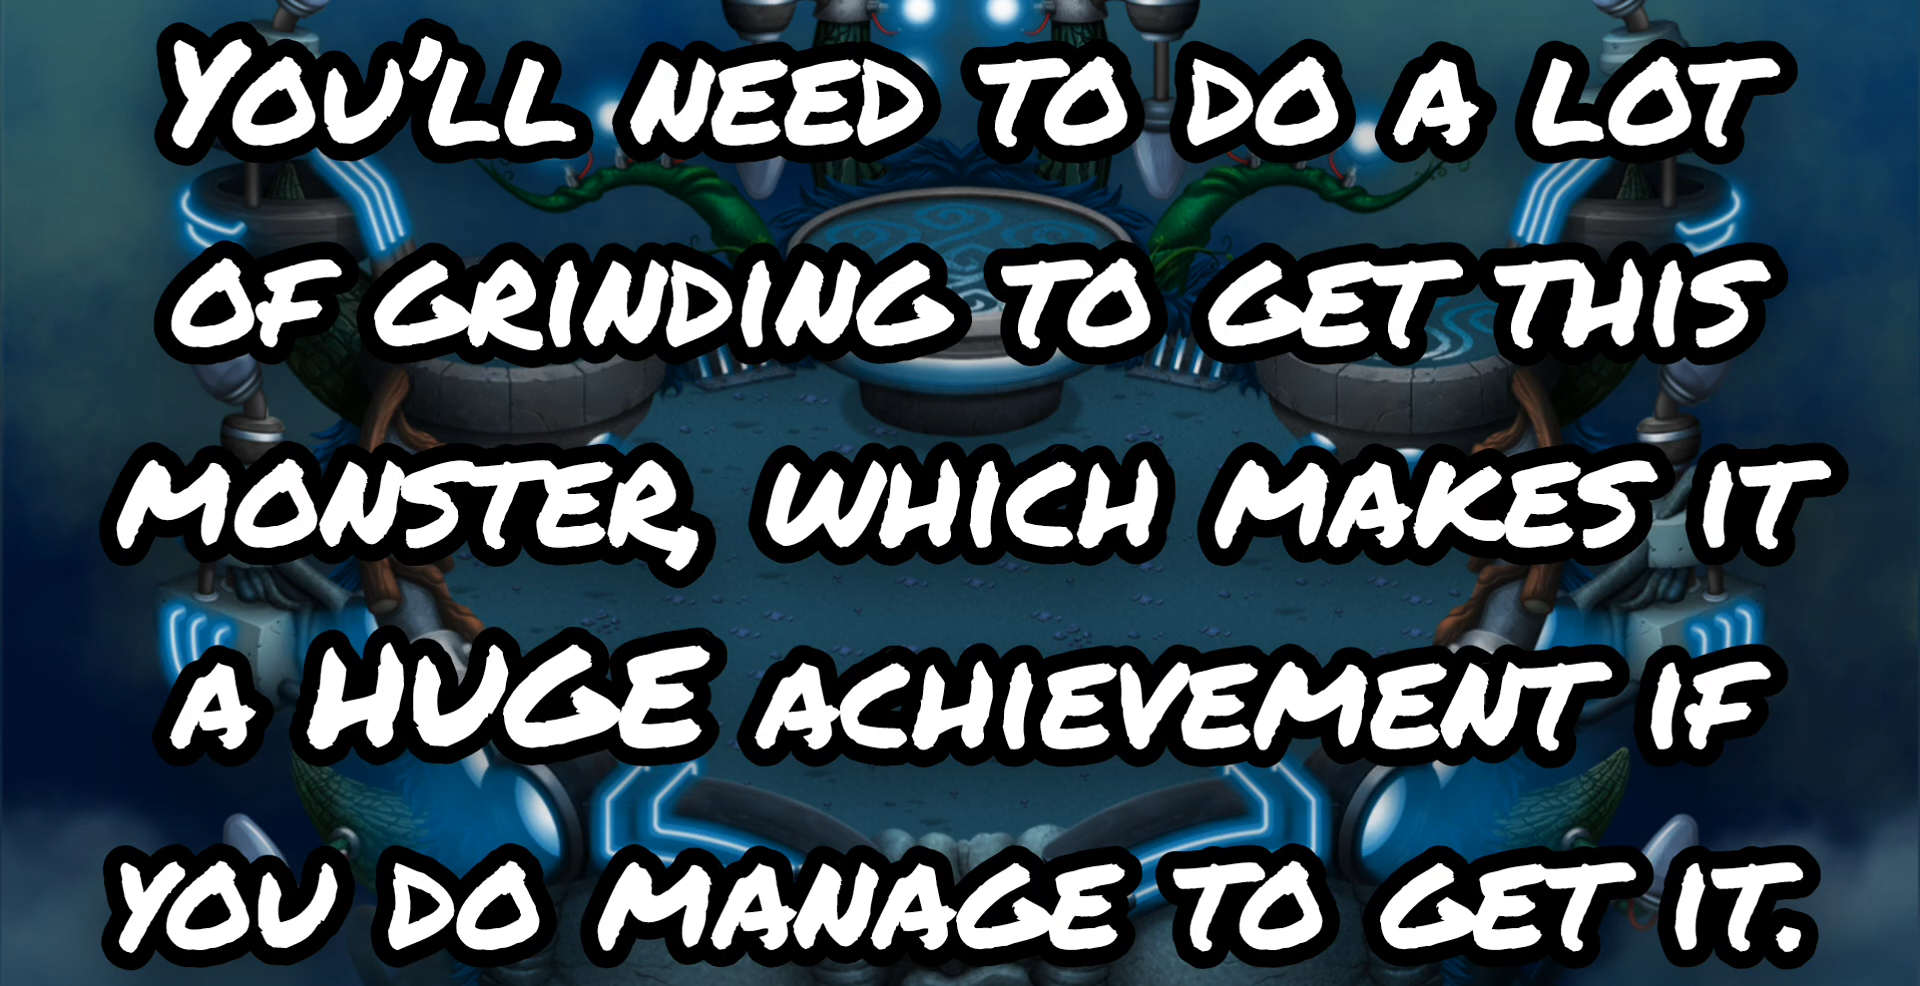 You'll need to do a lot
of grinding to get this
monster, which makes it
a HUGE achievement if
you do manage to get it.